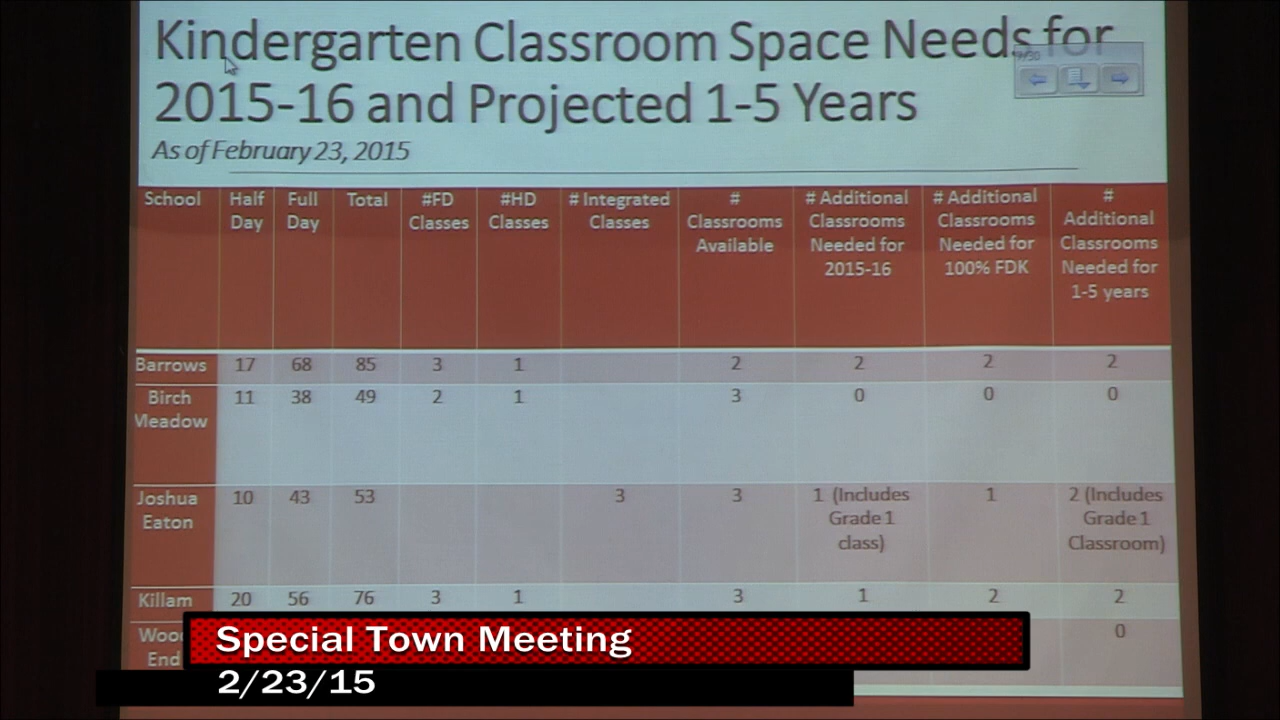 Kindergarten Classroom Space Needs for
2015-16 and Projected 1-5 Years
As of February 23, 2015
School Half Day Full Day Total #FD Classes #HD Classes # Integrated Classes # Classrooms Available # Additional Classrooms Needed for 2015-16 # Additional Classrooms Needed for 100% FDK # Additional Classrooms Needed for 1-5 years
Barrows 17 68 85 3 1 2 2 2 2
Birch Meadow 11 38 49 2 1 3 0 0 0
Joshua Eaton 10 43 53 3 3 1 (Includes Grade 1 class) 1 2 (Includes Grade 1 Classroom)
Killam 20 56 76 3 1 3 1 2 2
End 0
Special Town Meeting
2/23/15